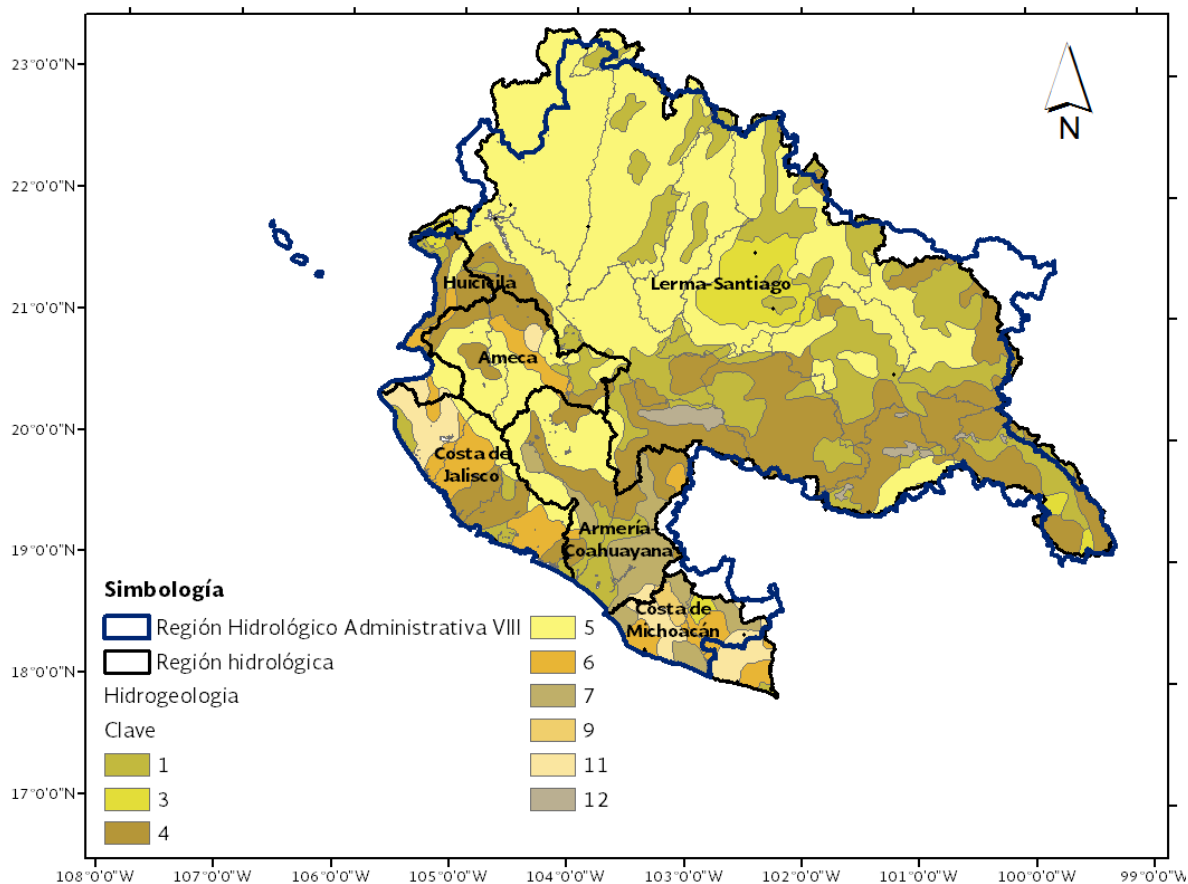 23°0'0"N
22°0'0"N
21°0'0"N
20°0'0"N
19°0'0"N
18°0'0"N
17°0'0"N
N
Huicicila
Lerma-Santiago
Ameca
Costa de
Jalisco
Armería-
Coahuayana
Costa de
Michoacán
Simbología
Región Hidrológico Administrativa VIII
Región hidrológica
Hidrogeologia
Clave
1
3
4
5
6
7
9
11
12
108°0'0"W
107°0'0"W
106°0'0"W
105°0'0"W
104°0'0"W
103°0'0"W
102°0'0"W
101°0'0"W
100°0'0"W
99°0'0"W